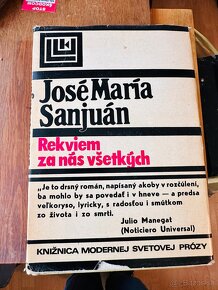 José María
Sanjuán
Rekviem
za nás všetkých
„Je to drsný román, napísaný akoby v rozčúlení,
ba mohlo by sa povedať i v hneve — a predsa
veľkoryso, lyricky, s radosťou i smútkom
zo života i zo smrti.
Julio Manegat
(Noticiero Universal)
KNIŽNICA MODERNEJ SVETOVEJ PRÓZY